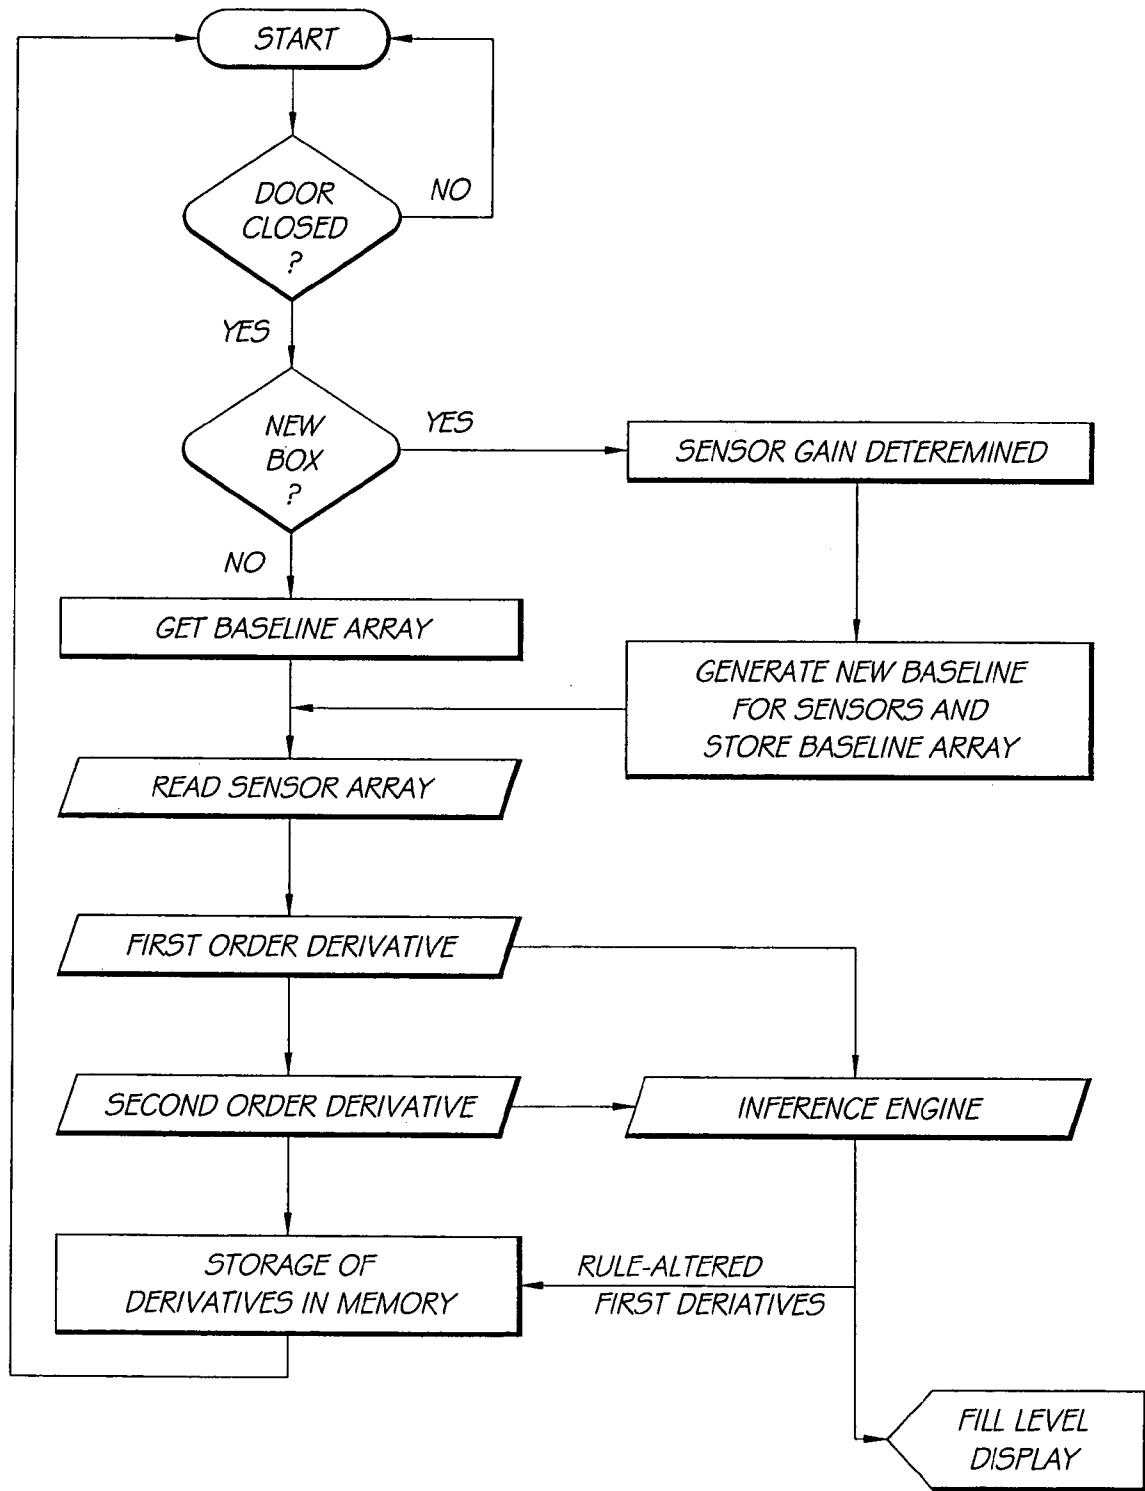 START
DOOR
CLOSED
?
NO
YES
NEW
BOX
?
YES
SENSOR GAIN DETEREMINED
NO
GET BASELINE ARRAY
GENERATE NEW BASELINE
FOR SENSORS AND
STORE BASELINE ARRAY
READ SENSOR ARRAY
FIRST ORDER DERIVATIVE
SECOND ORDER DERIVATIVE
INFERENCE ENGINE
STORAGE OF
DERIVATIVES IN MEMORY
RULE-ALTERED
FIRST DERIATIVES
FILL LEVEL
DISPLAY